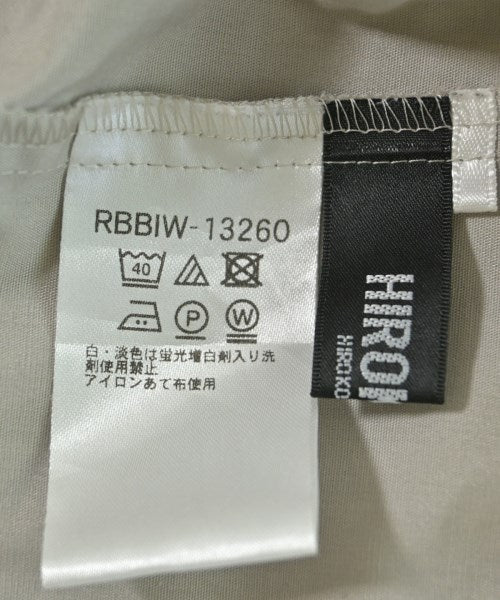 RBBIW-13260
40
P
W
白・淡色は蛍光増白剤入り洗
剤使用禁止
アイロンあて布使用
HIRO
HIROKO